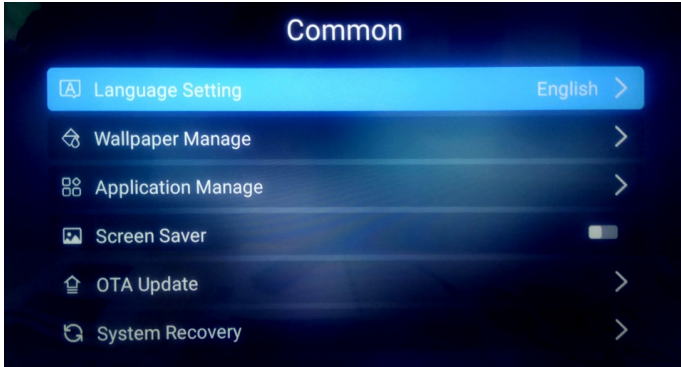 Common
Language Setting English
Wallpaper Manage
Application Manage
Screen Saver
OTA Update
System Recovery